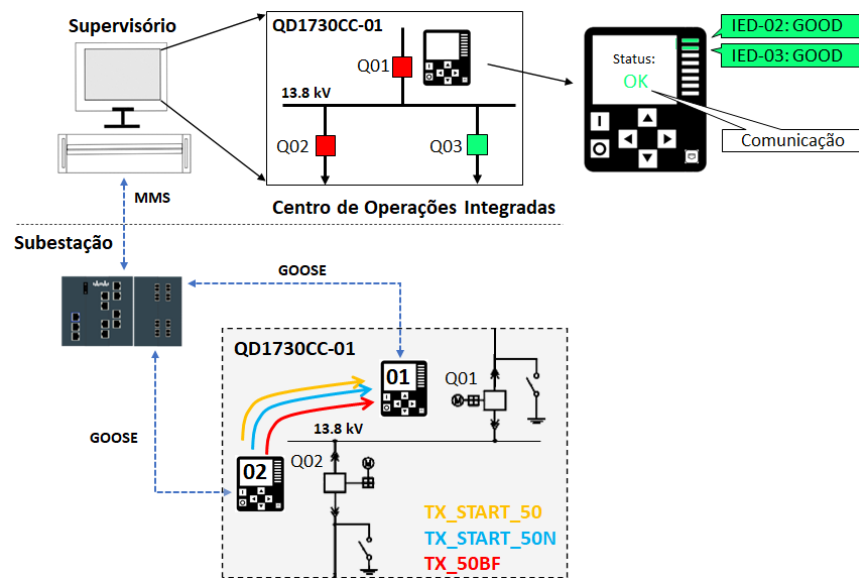 Supervisório
QD1730CC-01
Q01
13.8 kV
Q02
Q03
Status:
OK
IED-02: GOOD
IED-03: GOOD
Comunicação
MMS
Centro de Operações Integradas
Subestação
GOOSE
QD1730CC-01
01
Q01
13.8 kV
GOOSE
02
Q02
TX_START_50
TX_START_50N
TX_50BF